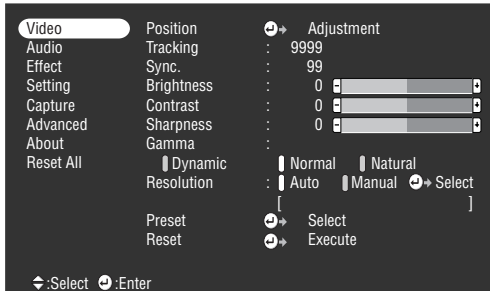 Video Position Adjustment
Audio Tracking : 9999
Effect Sync. : 99
Setting Brightness : 0 - +
Capture Contrast : 0 - +
Advanced Sharpness : 0 - +
About Gamma :
Reset All Dynamic Normal Natural
Resolution : Auto Manual Select
[ ]
Preset Select
Reset Execute
:Select :Enter